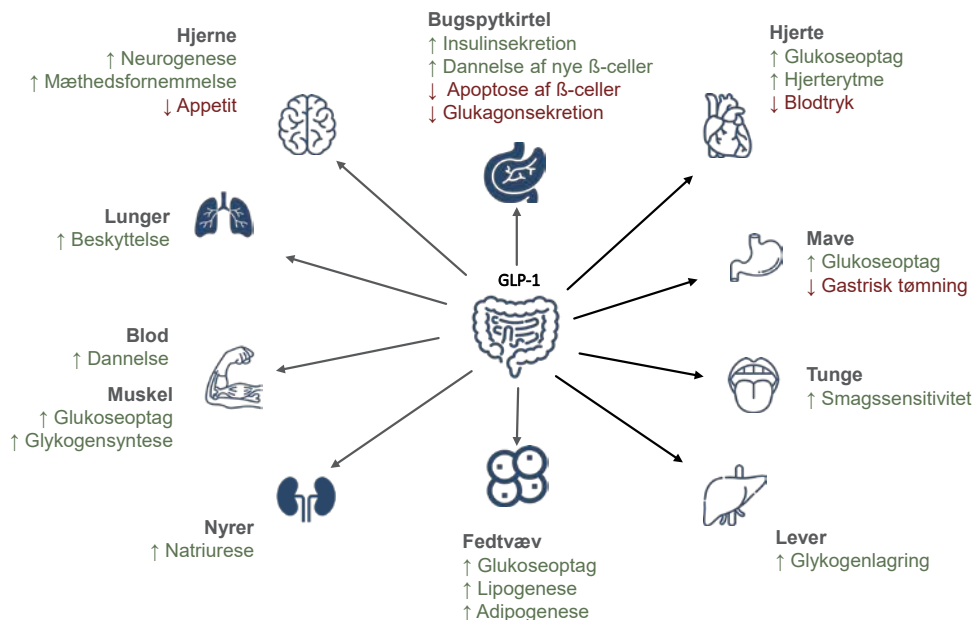 Hjerne
↑ Neurogenese
↑ Mæthedsfornemmelse
↓ Appetit
Bugspytkirtel
↑ Insulinsekretion
↑ Dannelse af nye ß-celler
↓ Apoptose af ß-celler
↓ Glukagonsekretion
Hjerte
↑ Glukoseoptag
↑ Hjerterytme
↓ Blodtryk
Lunger
↑ Beskyttelse
GLP-1
Mave
↑ Glukoseoptag
↓ Gastrisk tømning
Blod
↑ Dannelse
Muskel
↑ Glukoseoptag
↑ Glykogensyntese
Tunge
↑ Smagssensitivitet
Nyrer
↑ Natriurese
Fedtvæv
↑ Glukoseoptag
↑ Lipogenese
↑ Adipogenese
Lever
↑ Glykogenlagring